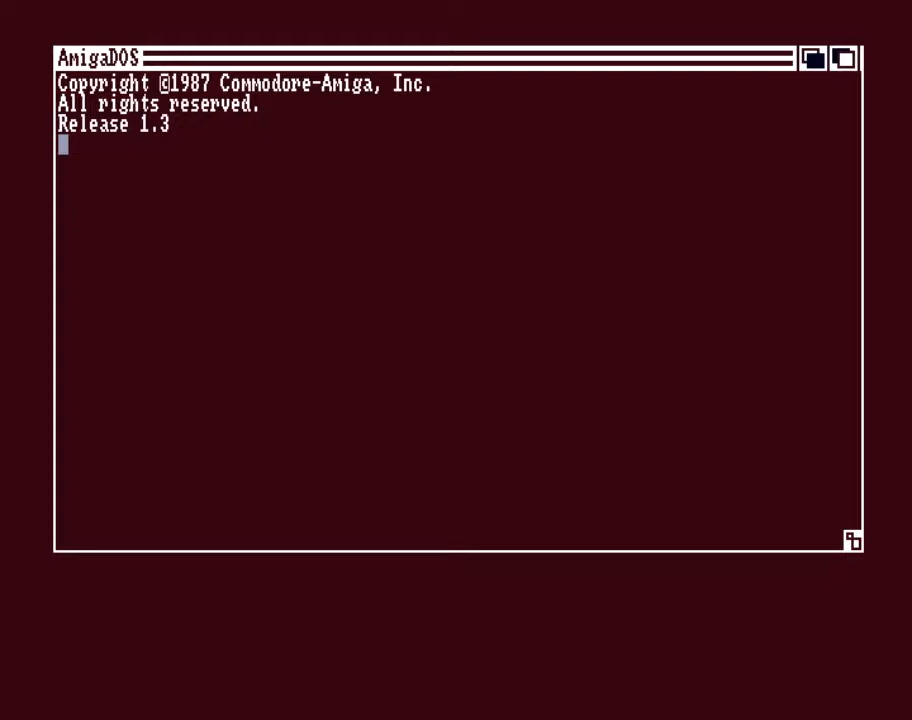 AmigaDOS
Copyright ©1987 Commodore-Amiga, Inc.
All rights reserved.
Release 1.3